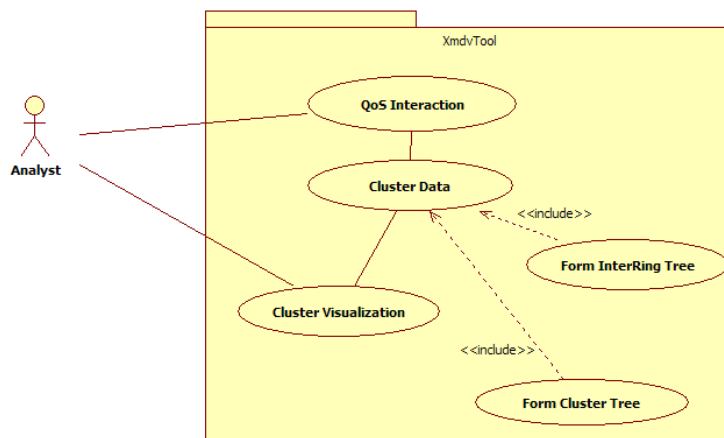 XmdvTool
QoS Interaction
Analyst
Cluster Data
<<include>>
Form InterRing Tree
Cluster Visualization
<<include>>
Form Cluster Tree